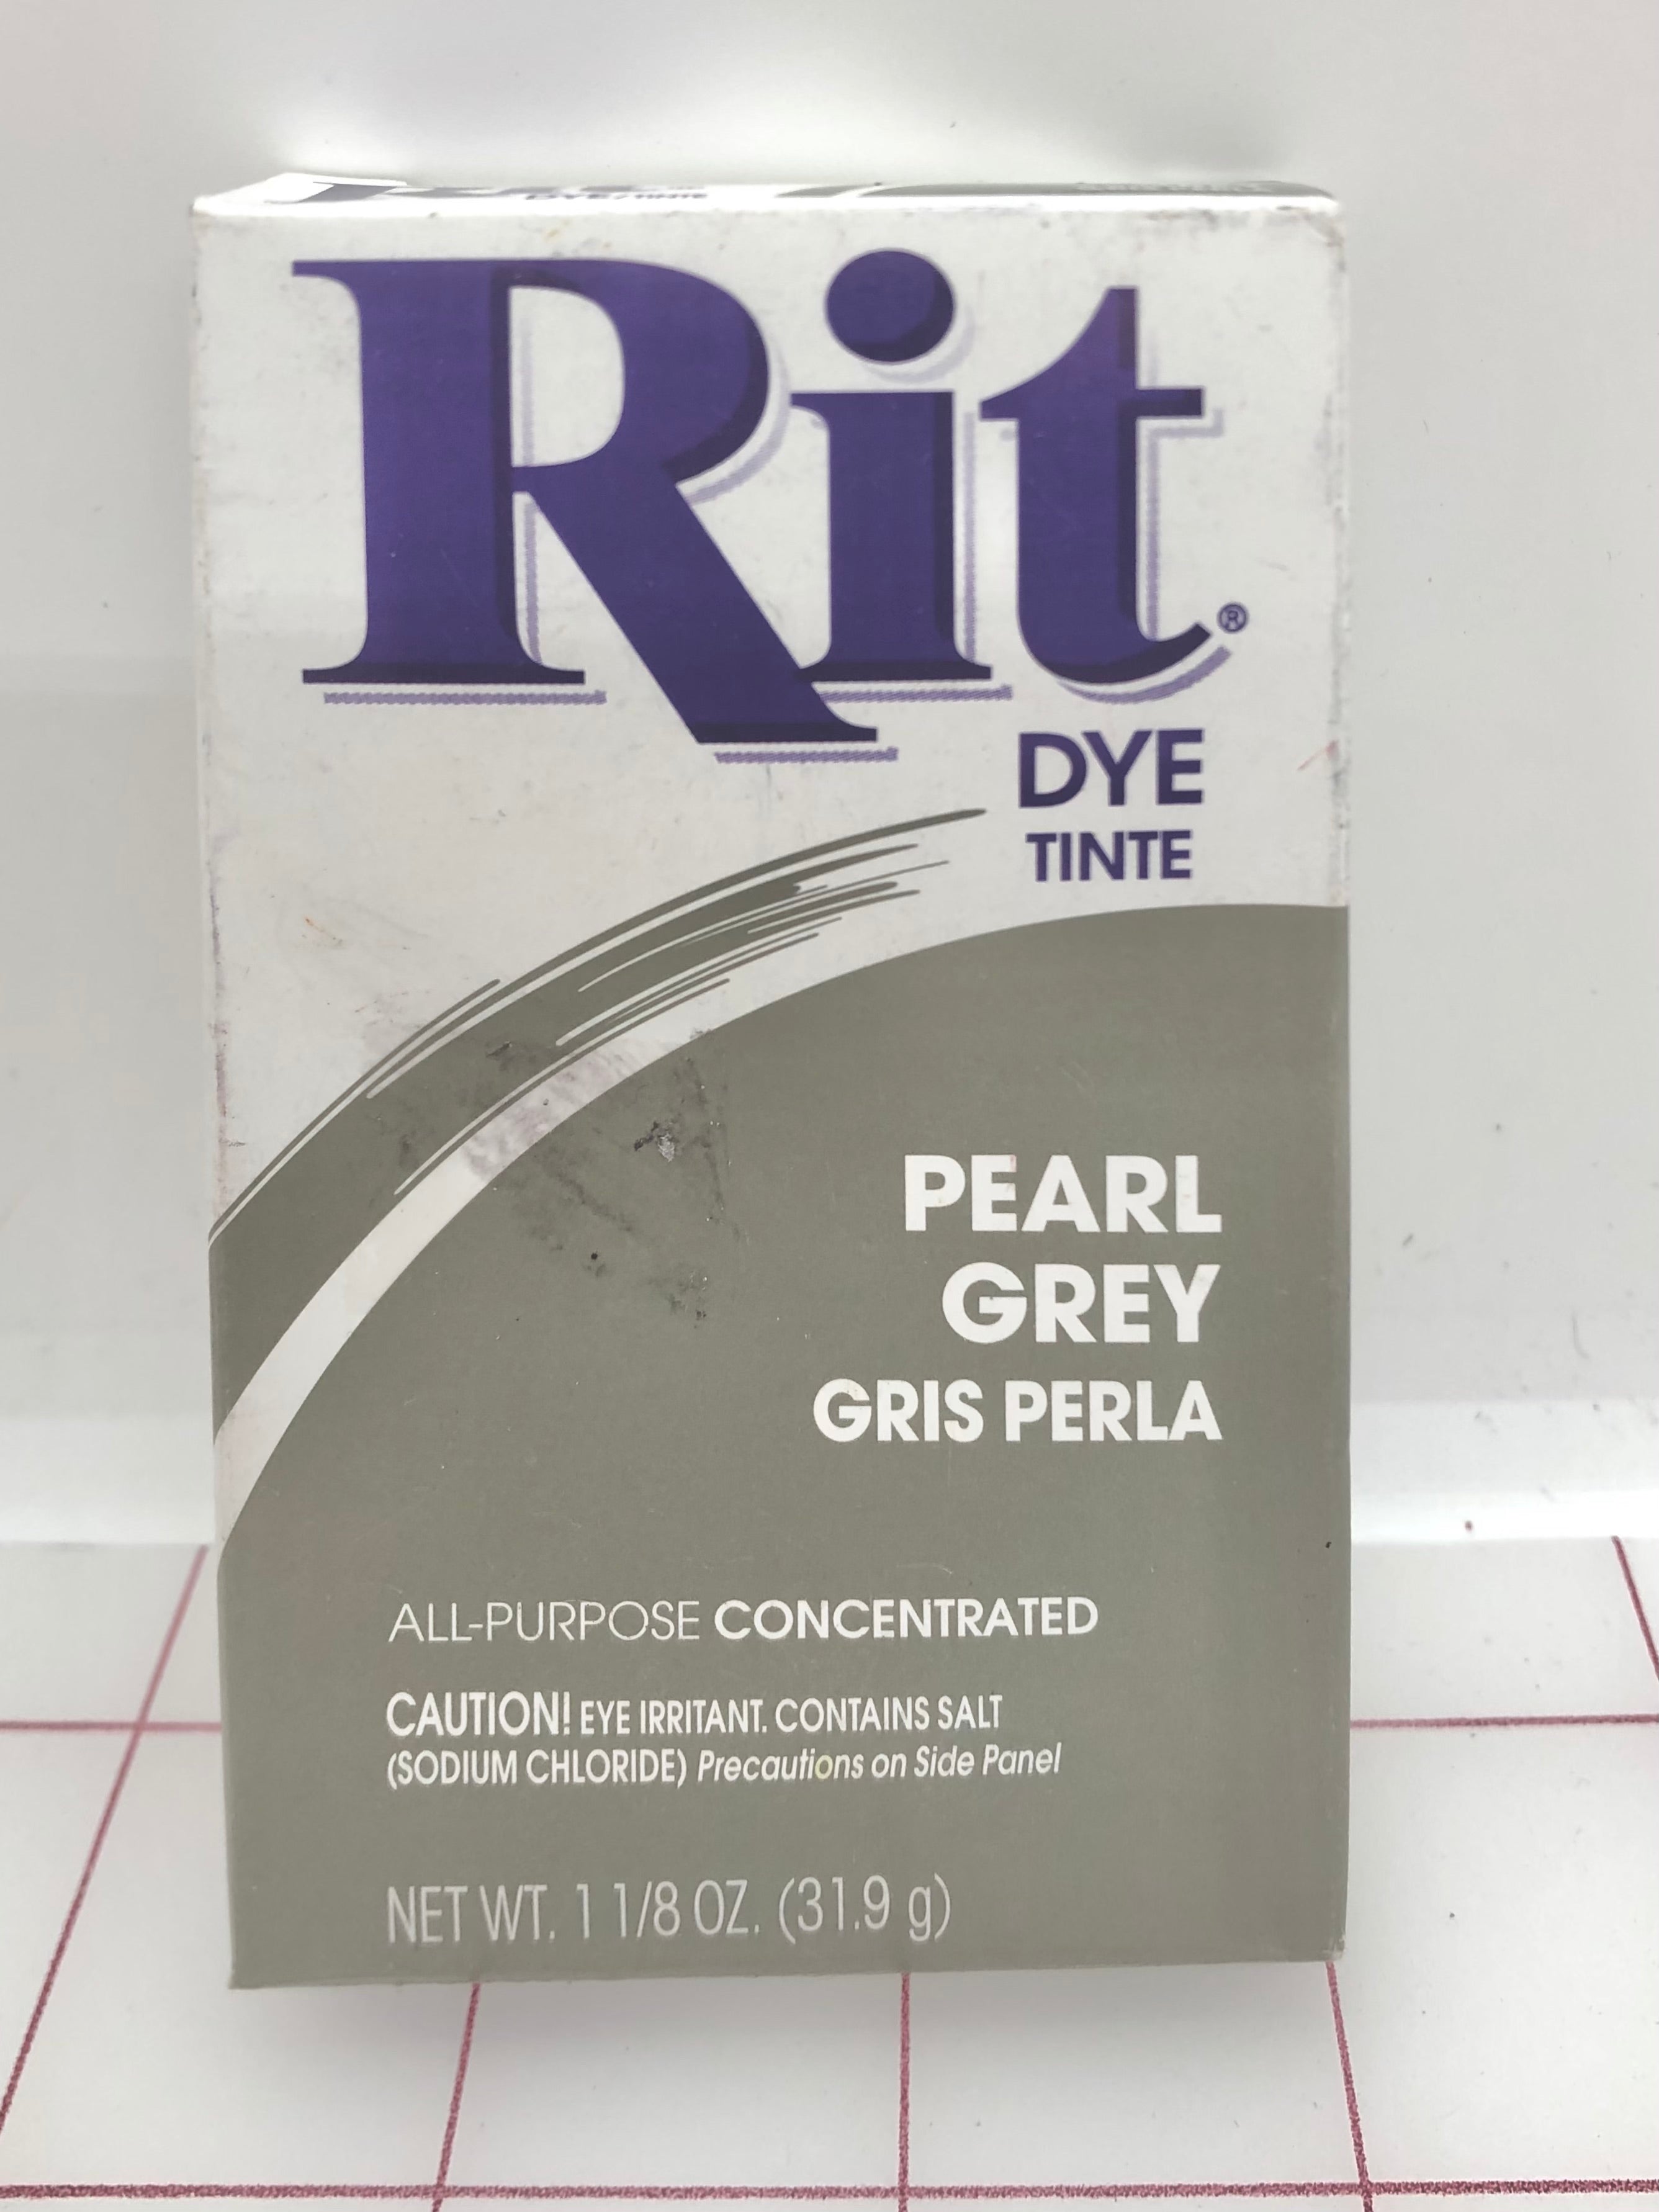 Rit®
DYE
TINTE
PEARL
GREY
GRIS PERLA
ALL-PURPOSE CONCENTRATED
CAUTION! EYE IRRITANT. CONTAINS SALT
(SODIUM CHLORIDE) Precautions on Side Panel
NET WT. 1 1/8 OZ. (31.9 g)